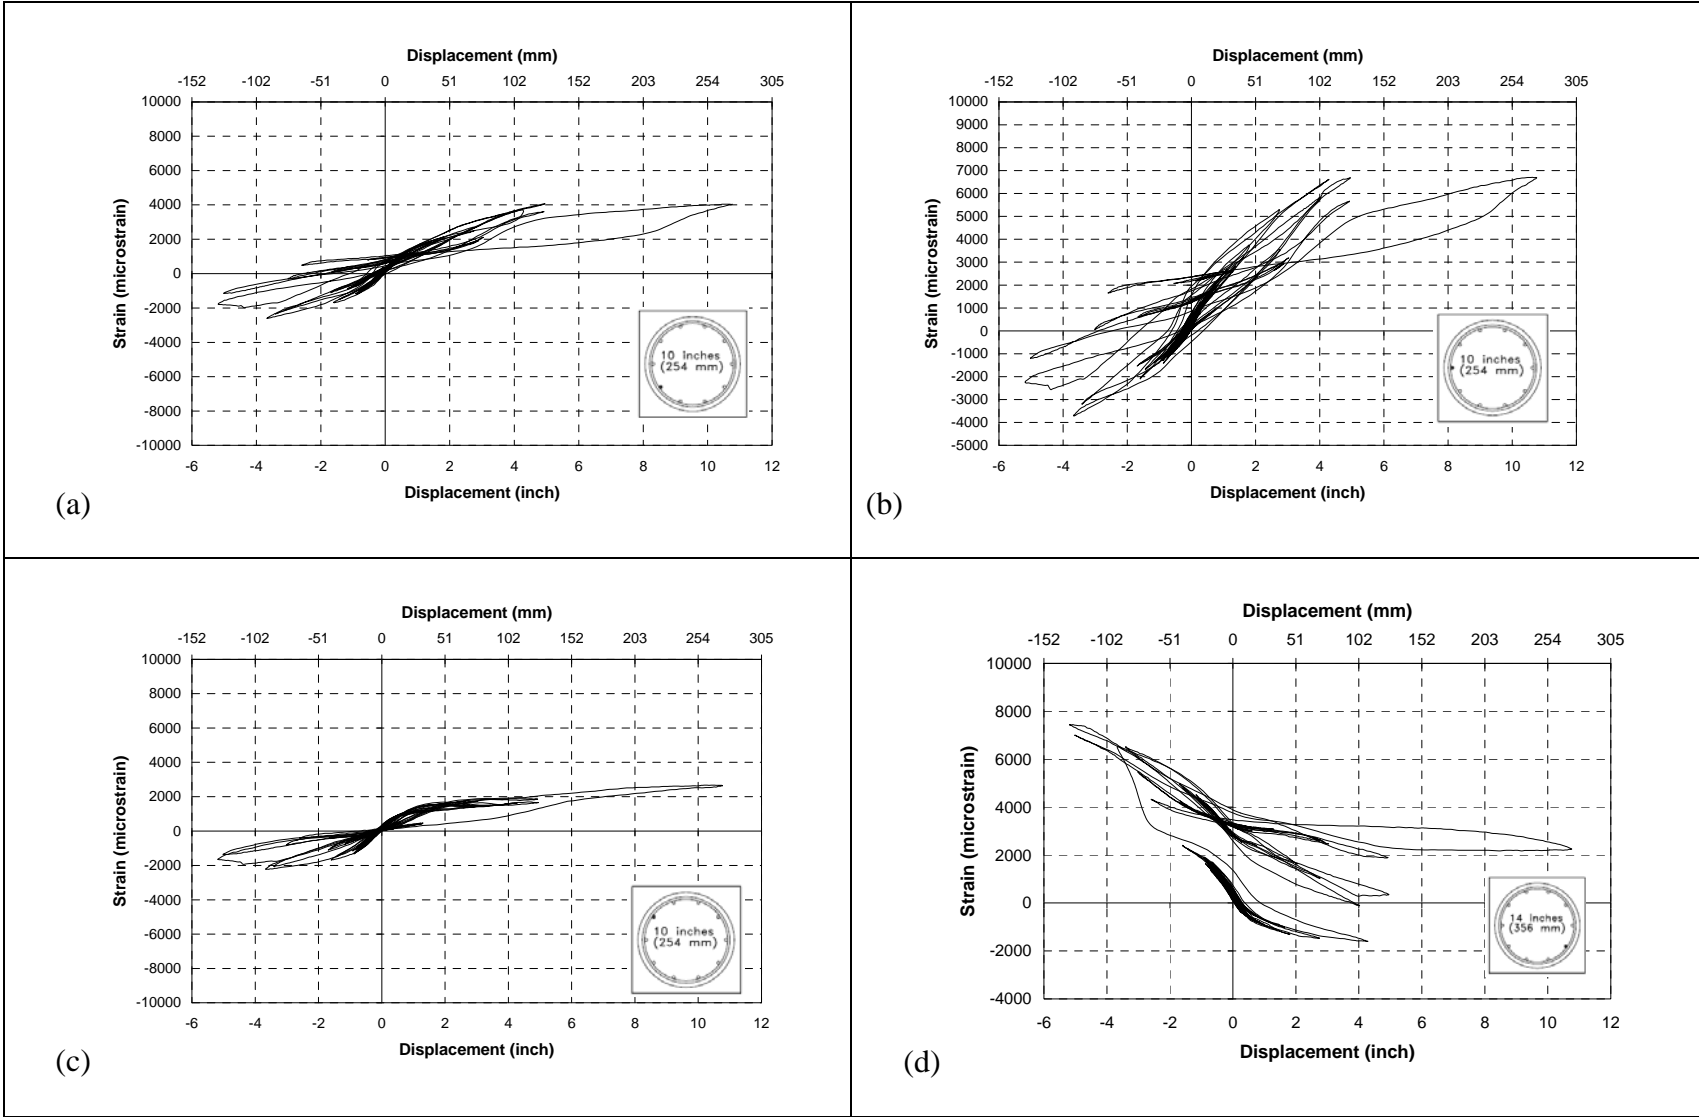 Displacement (mm)
-152 -102 -51 0 51 102 152 203 254 305
10000
8000
6000
4000
2000
0
-2000
-4000
-6000
-8000
-10000
Strain (microstrain)
10 inches
(254 mm)
-6 -4 -2 0 2 4 6 8 10 12
Displacement (inch)
(a)
Displacement (mm)
-152 -102 -51 0 51 102 152 203 254 305
10000
9000
8000
7000
6000
5000
4000
3000
2000
1000
0
-1000
-2000
-3000
-4000
-5000
Strain (microstrain)
10 inches
(254 mm)
-6 -4 -2 0 2 4 6 8 10 12
Displacement (inch)
(b)
Displacement (mm)
-152 -102 -51 0 51 102 152 203 254 305
10000
8000
6000
4000
2000
0
-2000
-4000
-6000
-8000
-10000
Strain (microstrain)
10 inches
(254 mm)
-6 -4 -2 0 2 4 6 8 10 12
Displacement (inch)
(c)
Displacement (mm)
-152 -102 -51 0 51 102 152 203 254 305
10000
8000
6000
4000
2000
0
-2000
-4000
Strain (microstrain)
14 inches
(356 mm)
-6 -4 -2 0 2 4 6 8 10 12
Displacement (inch)
(d)